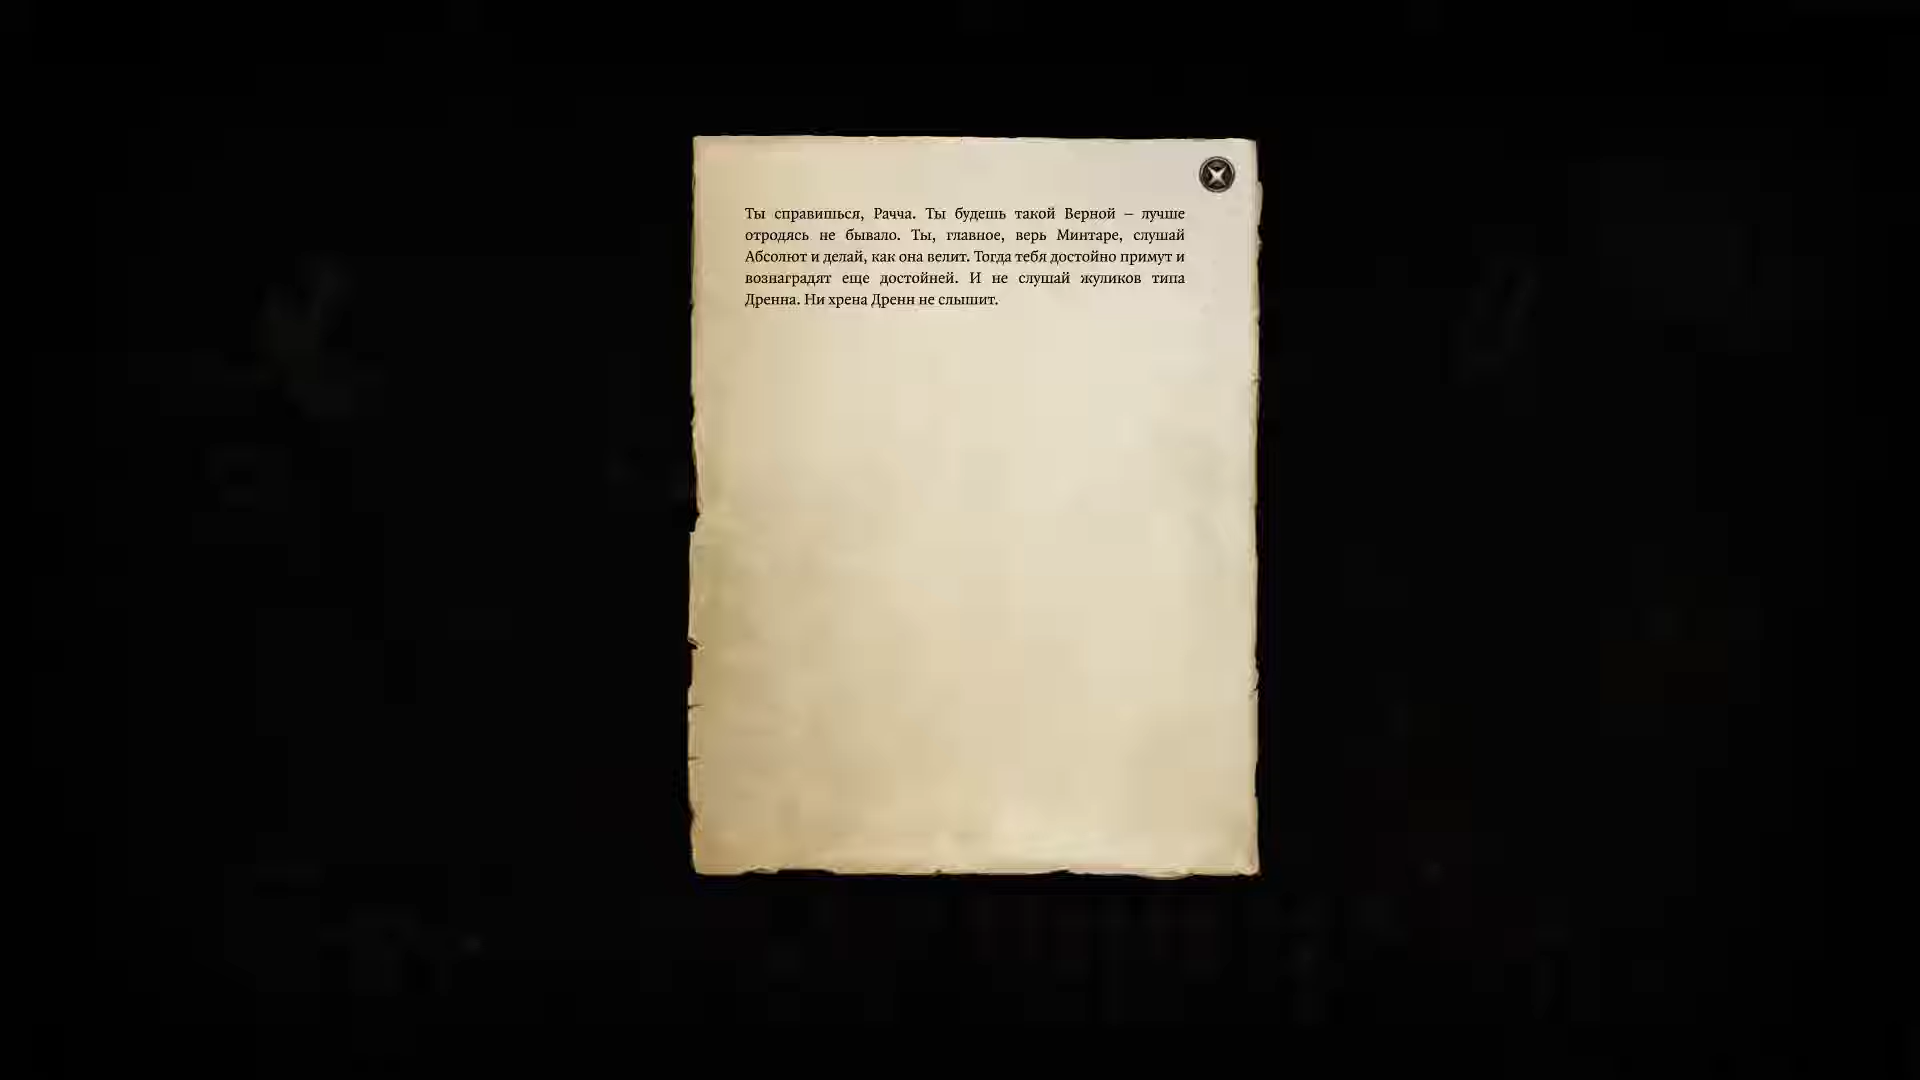 Ты справишься, Рачча. Ты будешь такой Верной – лучше
отродясь не бывало. Ты, главное, верь Минтаре, слушай
Абсолют и делай, как она велит. Тогда тебя достойно примут и
вознаградят еще достойней. И не слушай жуликов типа
Дренна. Ни хрена Дренн не слышит.